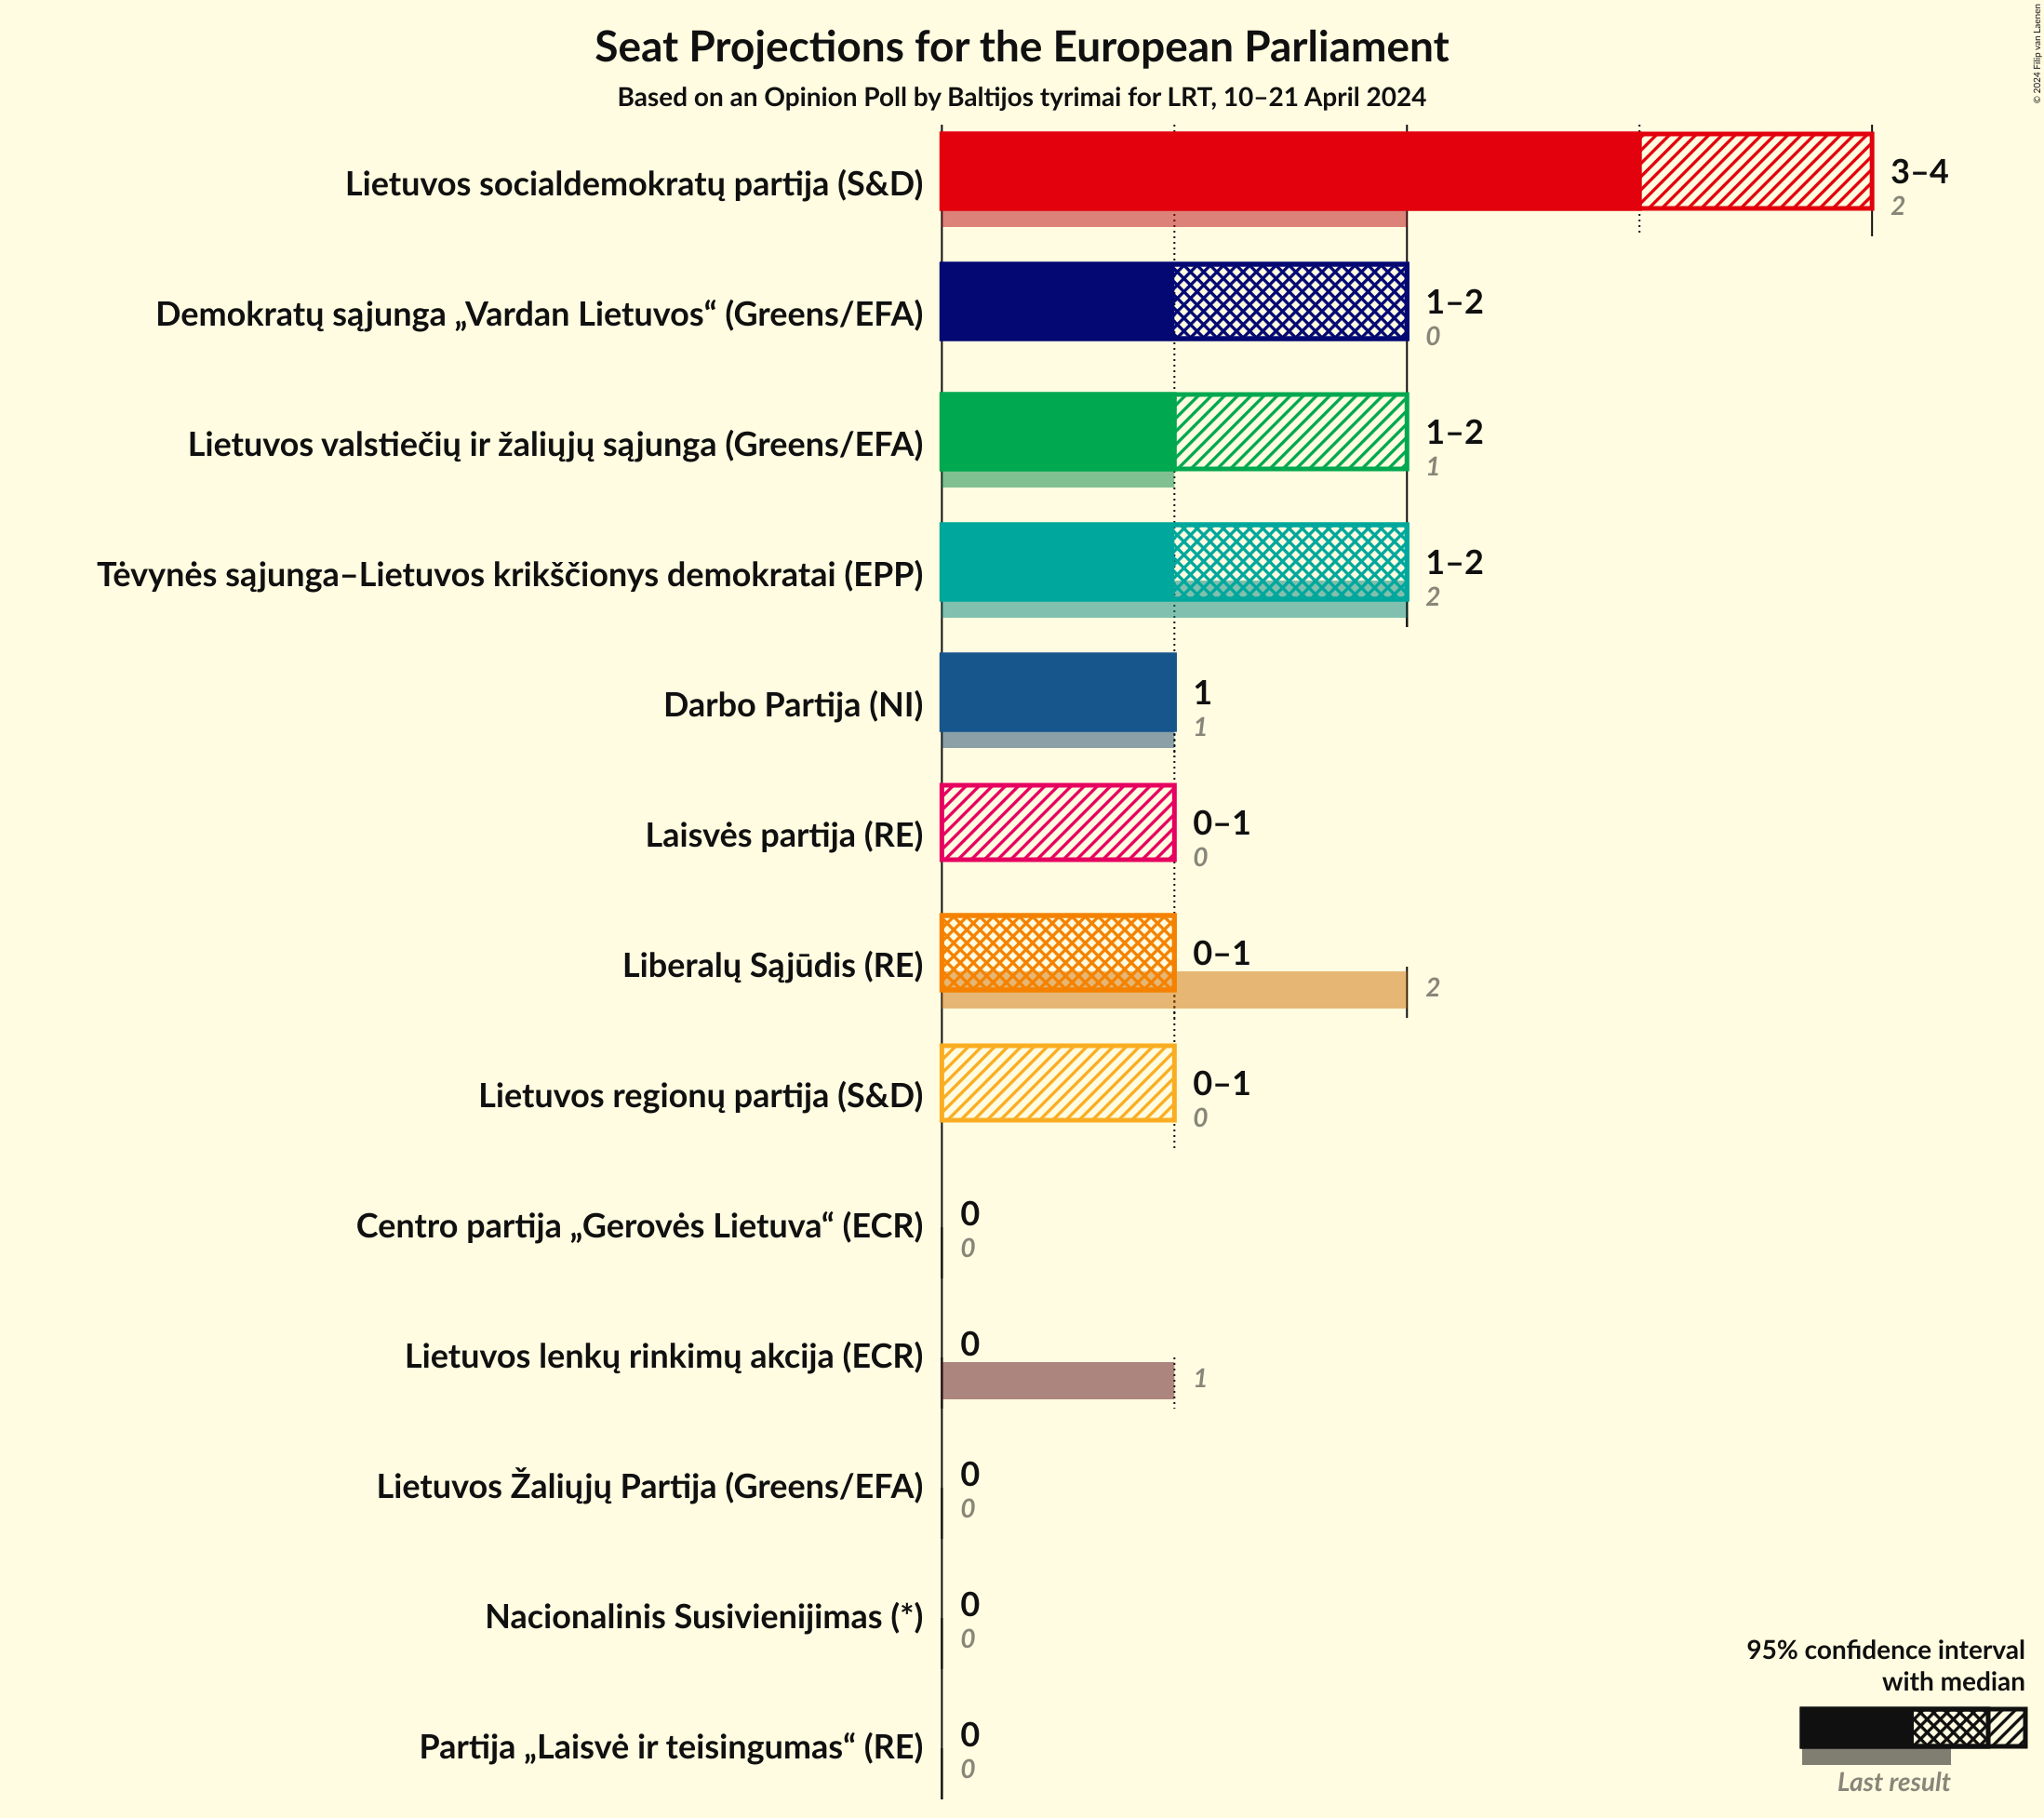 Seat Projections for the European Parliament
Based on an Opinion Poll by Baltijos tyrimai for LRT, 10–21 April 2024
© 2024 Filip van Laenen
Lietuvos socialdemokratų partija (S&D)
3–4
2
Demokratų sąjunga „Vardan Lietuvos“ (Greens/EFA)
1–2
0
Lietuvos valstiečių ir žaliųjų sąjunga (Greens/EFA)
1–2
1
Tėvynės sąjunga–Lietuvos krikščionys demokratai (EPP)
1–2
2
Darbo Partija (NI)
1
1
Laisvės partija (RE)
0–1
0
Liberalų Sąjūdis (RE)
0–1
2
Lietuvos regionų partija (S&D)
0–1
0
Centro partija „Gerovės Lietuva“ (ECR)
0
0
Lietuvos lenkų rinkimų akcija (ECR)
0
1
Lietuvos Žaliųjų Partija (Greens/EFA)
0
0
Nacionalinis Susivienijimas (*)
0
0
Partija „Laisvė ir teisingumas“ (RE)
0
0
95% confidence interval
with median
Last result